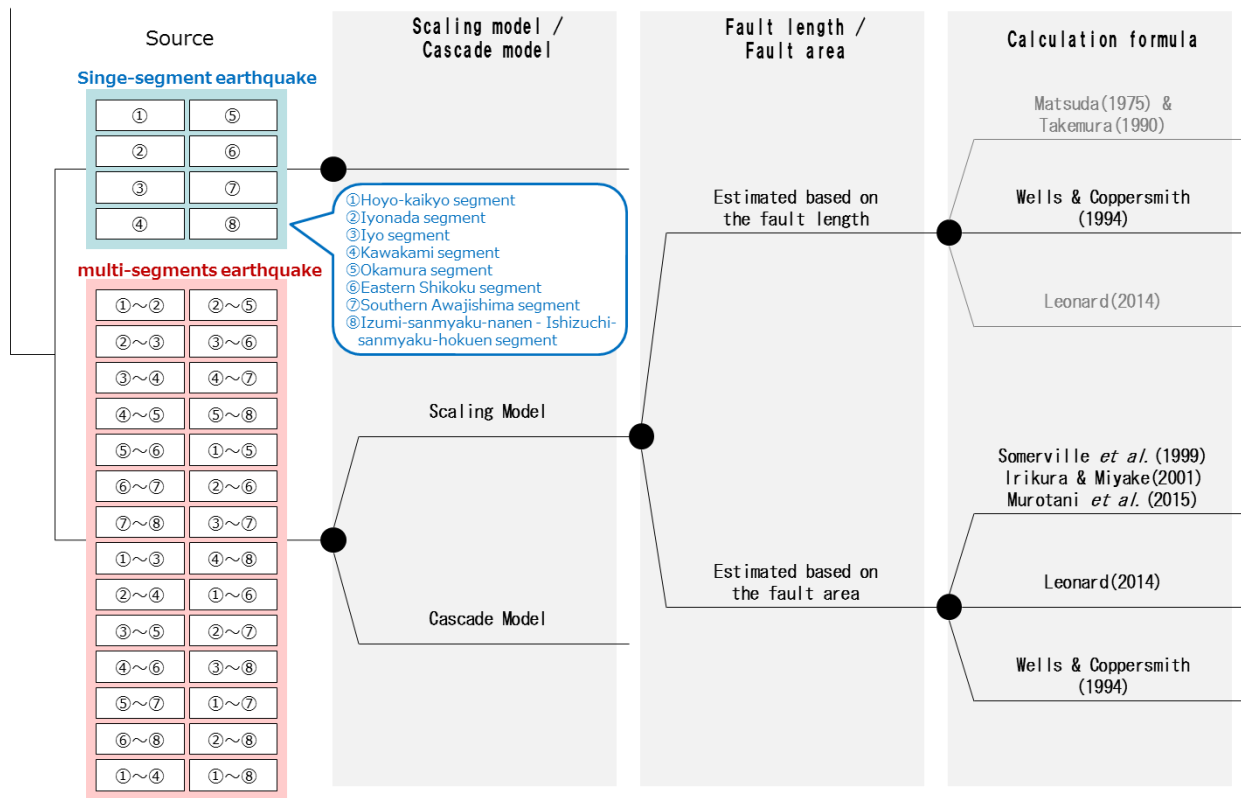 Source
Scaling model /
Cascade model
Fault length /
Fault area
Calculation formula
Singe-segment earthquake
① ⑤
② ⑥
③ ⑦
④ ⑧
①Hoyo-kaikyo segment
②Iyonada segment
③Iyo segment
④Kawakami segment
⑤Okamura segment
⑥Eastern Shikoku segment
⑦Southern Awajishima segment
⑧Izumi-sanmyaku-nanen - Ishizuchi-
sanmyaku-hokuen segment
multi-segments earthquake
①～② ②～⑤
②～③ ③～⑥
③～④ ④～⑦
④～⑤ ⑤～⑧
⑤～⑥ ①～⑤
⑥～⑦ ②～⑥
⑦～⑧ ③～⑦
①～③ ④～⑧
②～④ ①～⑥
③～⑤ ②～⑦
④～⑥ ③～⑧
⑤～⑦ ①～⑦
⑥～⑧ ②～⑧
①～④ ①～⑧
Scaling Model
Cascade Model
Estimated based on
the fault length
Estimated based on
the fault area
Matsuda(1975) &
Takemura(1990)
Wells & Coppersmith
(1994)
Leonard(2014)
Somerville et al.(1999)
Irikura & Miyake(2001)
Murotani et al.(2015)
Leonard(2014)
Wells & Coppersmith
(1994)